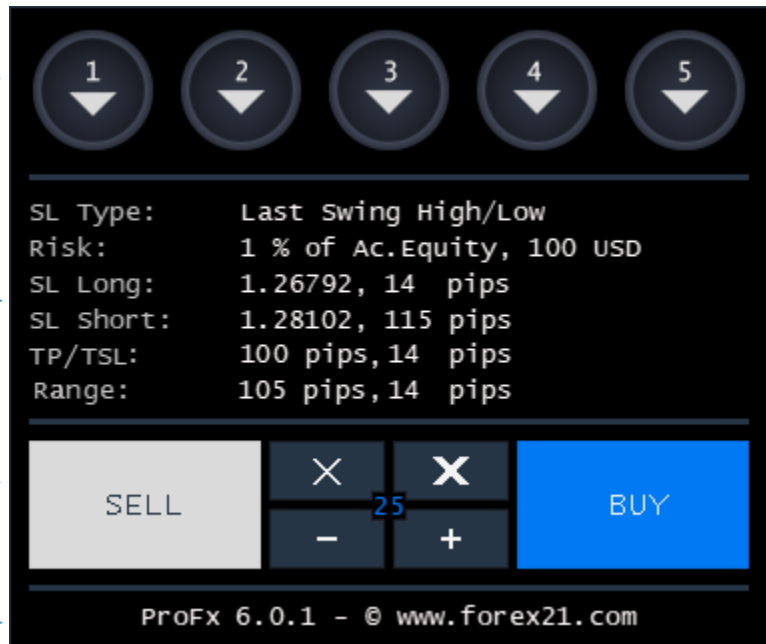 1 2 3 4 5
SL Type: Last Swing High/Low
Risk: 1 % of Ac.Equity, 100 USD
SL Long: 1.26792, 14 pips
SL Short: 1.28102, 115 pips
TP/TSL: 100 pips, 14 pips
Range: 105 pips, 14 pips
SELL × 25 X BUY
- +
ProFx 6.0.1 - © www.forex21.com